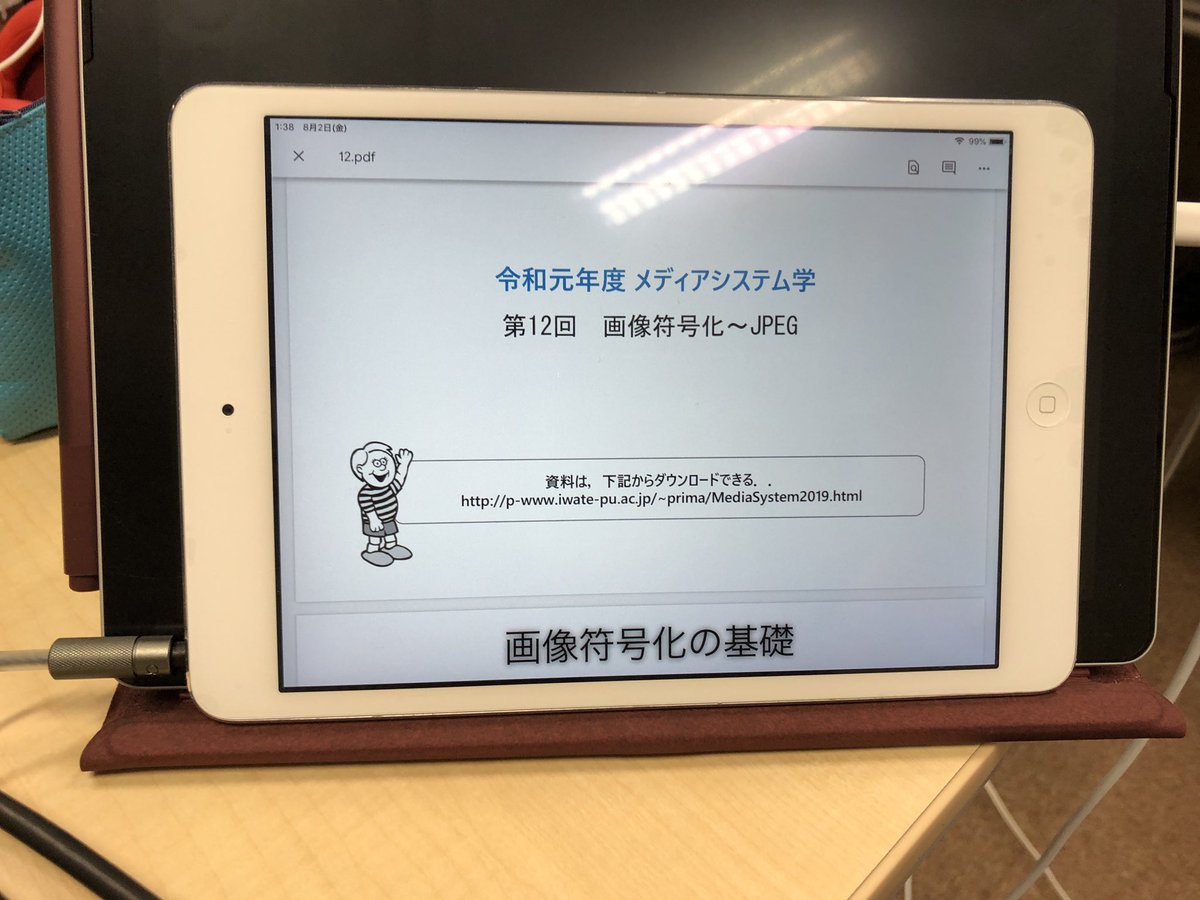 1:38 8月2日(金)
99%
12.pdf
令和元年度 メディアシステム学
第12回 画像符号化～JPEG
資料は，下記からダウンロードできる．．
http://p-www.iwate-pu.ac.jp/~prima/MediaSystem2019.html
画像符号化の基礎